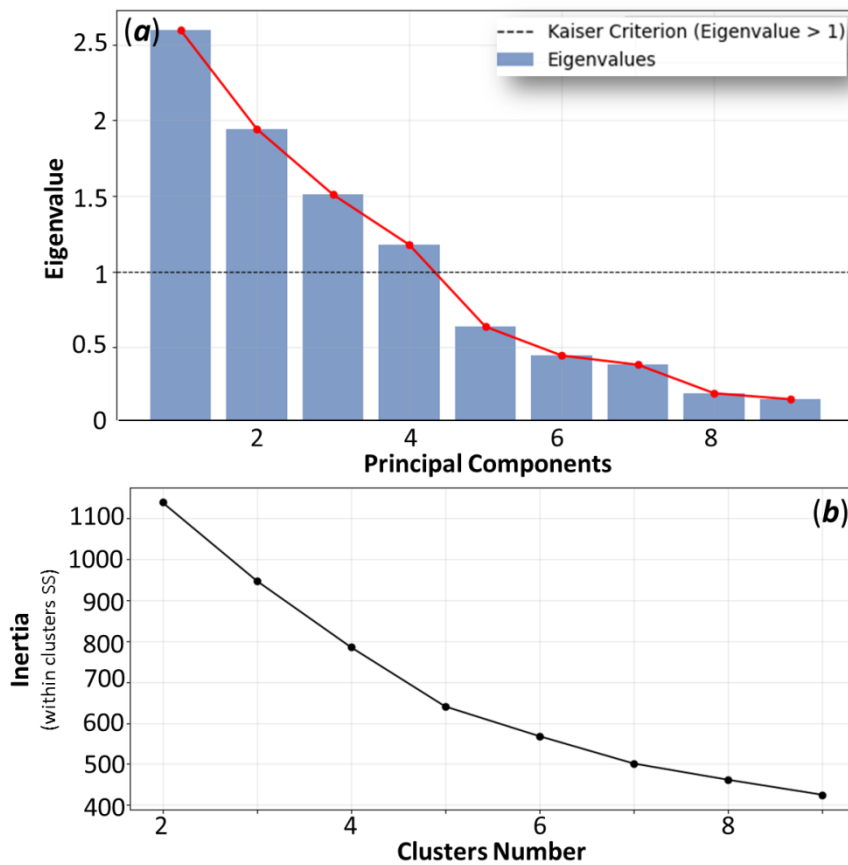 (a)
Kaiser Criterion (Eigenvalue > 1)
Eigenvalues
Eigenvalue
2.5
2
1.5
1
0.5
0
2 4 6 8
Principal Components
(b)
Inertia
(within clusters SS)
1100
1000
900
800
700
600
500
400
2 4 6 8
Clusters Number